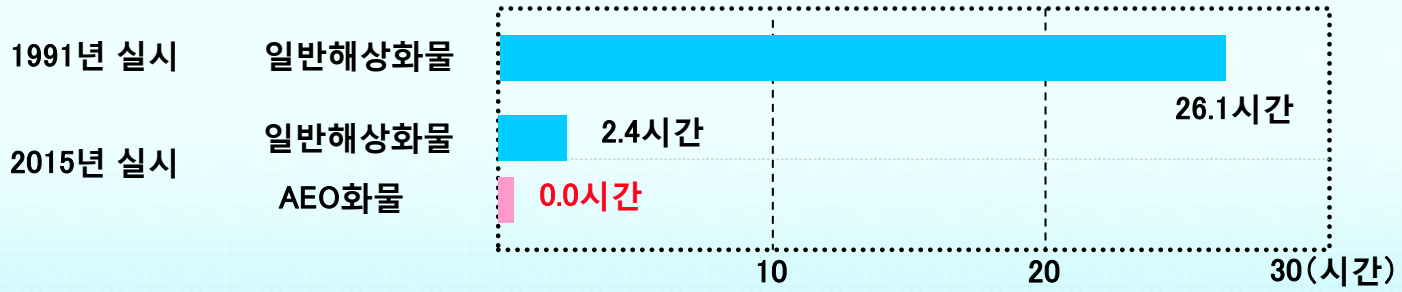 1991년 실시 일반해상화물
26.1시간
일반해상화물 2.4시간
2015년 실시
AEO화물 0.0시간
10 20 30(시간)